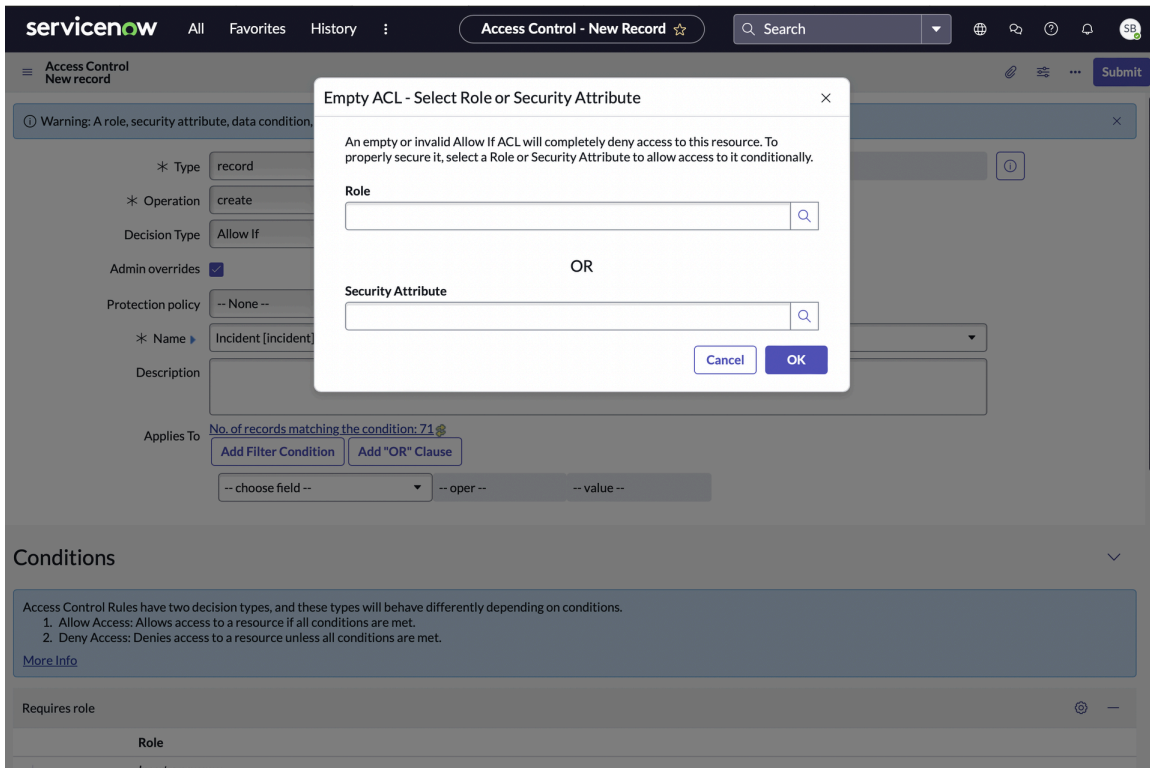 servicenow All Favorites History Access Control - New Record Search SB
Access Control
New record
Submit
Empty ACL - Select Role or Security Attribute
Warning: A role, security attribute, data condition,
An empty or invalid Allow If ACL will completely deny access to this resource. To
properly secure it, select a Role or Security Attribute to allow access to it conditionally.
Type record
Role
Operation create
Decision Type Allow If
OR
Admin overrides
Security Attribute
Protection policy -- None --
Name Incident [incident]
Cancel OK
Description
Applies To No. of records matching the condition: 71
Add Filter Condition Add "OR" Clause
-- choose field -- -- oper -- -- value --
Conditions
Access Control Rules have two decision types, and these types will behave differently depending on conditions.
1. Allow Access: Allows access to a resource if all conditions are met.
2. Deny Access: Denies access to a resource unless all conditions are met.
More Info
Requires role
Role